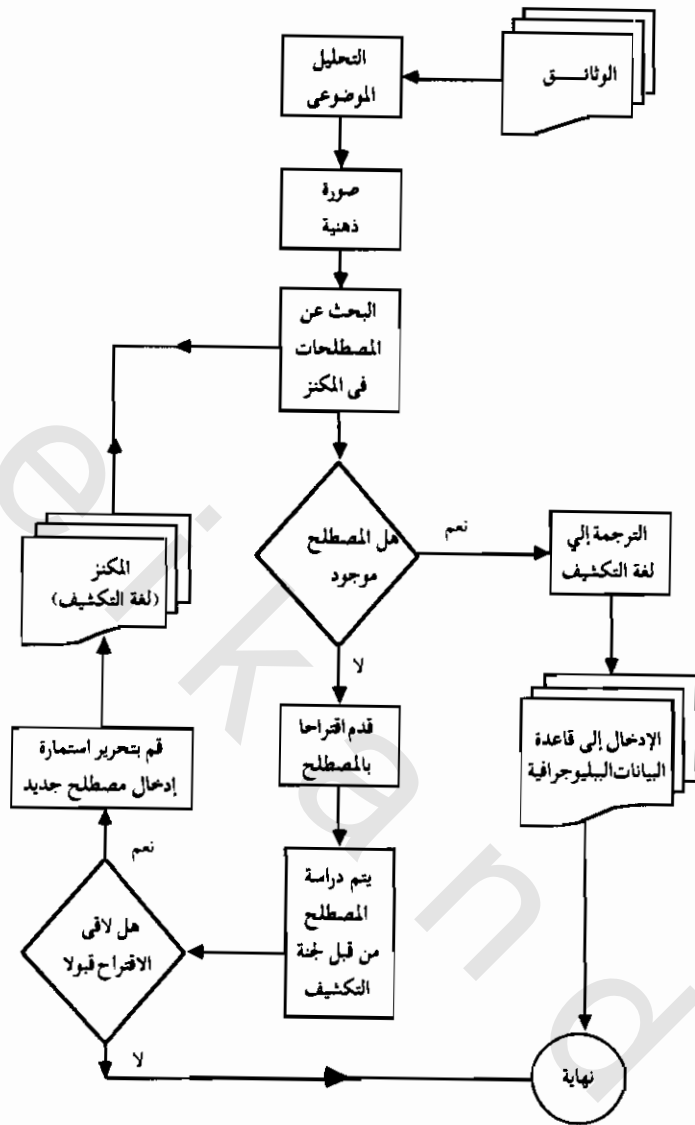 الوثائــــق
التحليل
الموضوعى
صورة
ذهنية
البحث عن
المصطلحات
فى المكنز
هل المصطلح
موجود
نعم
الترجمة إلي
لغة التكشيف
الإدخال إلى قاعدة
البيانات الببليوجرافية
لا
قدم اقتراحا
بالمصطلح
يتم دراسة
المصطلح
من قبل لجنة
التكشيف
هل لاقى
الاقتراح قبولا
نعم
قم بتحرير استمارة
إدخال مصطلح جديد
المكنز
(لغة التكشيف)
لا
نهاية
e i k a n d